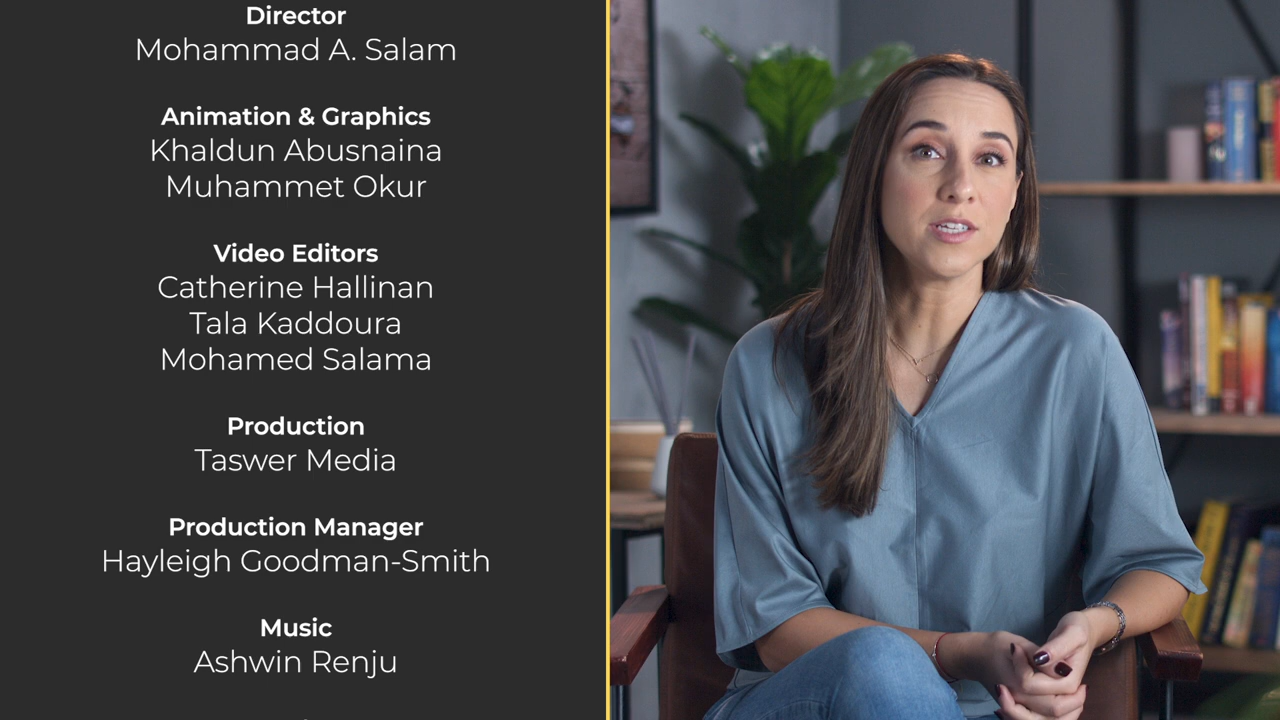 Director
Mohammad A. Salam
Animation & Graphics
Khaldun Abusnaina
Muhammet Okur
Video Editors
Catherine Hallinan
Tala Kaddoura
Mohamed Salama
Production
Taswer Media
Production Manager
Hayleigh Goodman-Smith
Music
Ashwin Renju